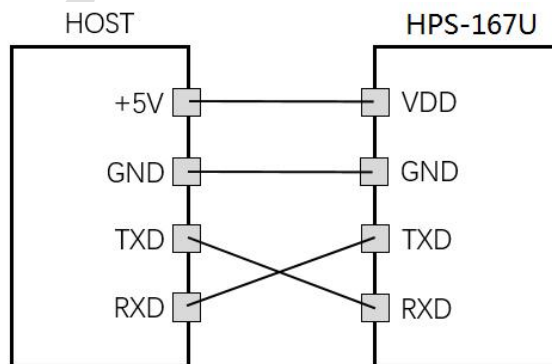 HOST HPS-167U
+5V VDD
GND GND
TXD TXD
RXD RXD